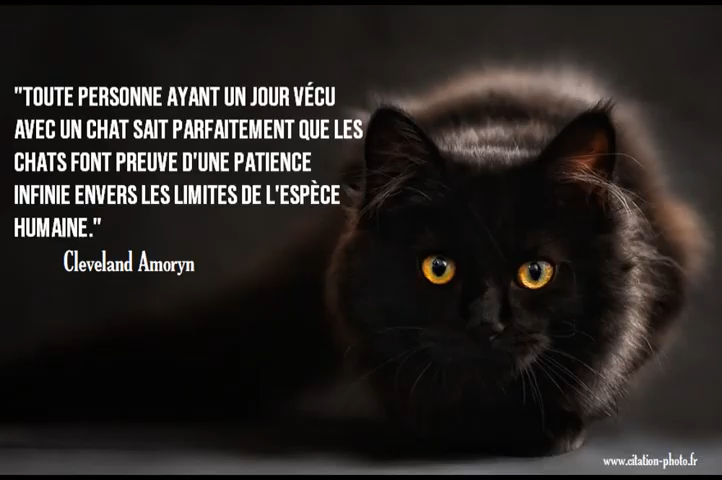 "TOUTE PERSONNE AYANT UN JOUR VÉCU
AVEC UN CHAT SAIT PARFAITEMENT QUE LES
CHATS FONT PREUVE D'UNE PATIENCE
INFINIE ENVERS LES LIMITES DE L'ESPÈCE
HUMAINE."
Cleveland Amoryn
www.citation-photo.fr